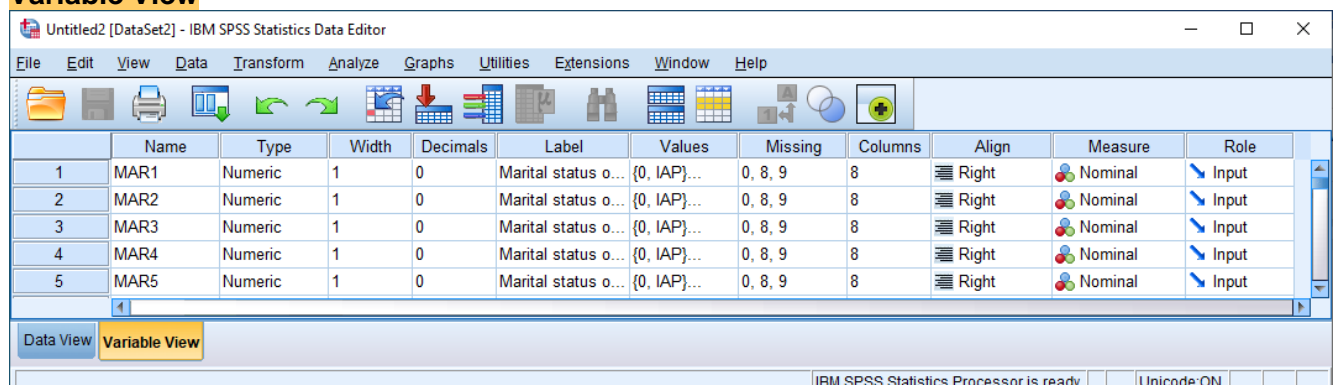 Variable View
Untitled2 [DataSet2] - IBM SPSS Statistics Data Editor
File Edit View Data Transform Analyze Graphs Utilities Extensions Window Help
Name Type Width Decimals Label Values Missing Columns Align Measure Role
1 MAR1 Numeric 1 0 Marital status o... {0, IAP}... 0, 8, 9 8 Right Nominal Input
2 MAR2 Numeric 1 0 Marital status o... {0, IAP}... 0, 8, 9 8 Right Nominal Input
3 MAR3 Numeric 1 0 Marital status o... {0, IAP}... 0, 8, 9 8 Right Nominal Input
4 MAR4 Numeric 1 0 Marital status o... {0, IAP}... 0, 8, 9 8 Right Nominal Input
5 MAR5 Numeric 1 0 Marital status o... {0, IAP}... 0, 8, 9 8 Right Nominal Input
Data View Variable View
IBM SPSS Statistics Processor is ready Unicode:ON